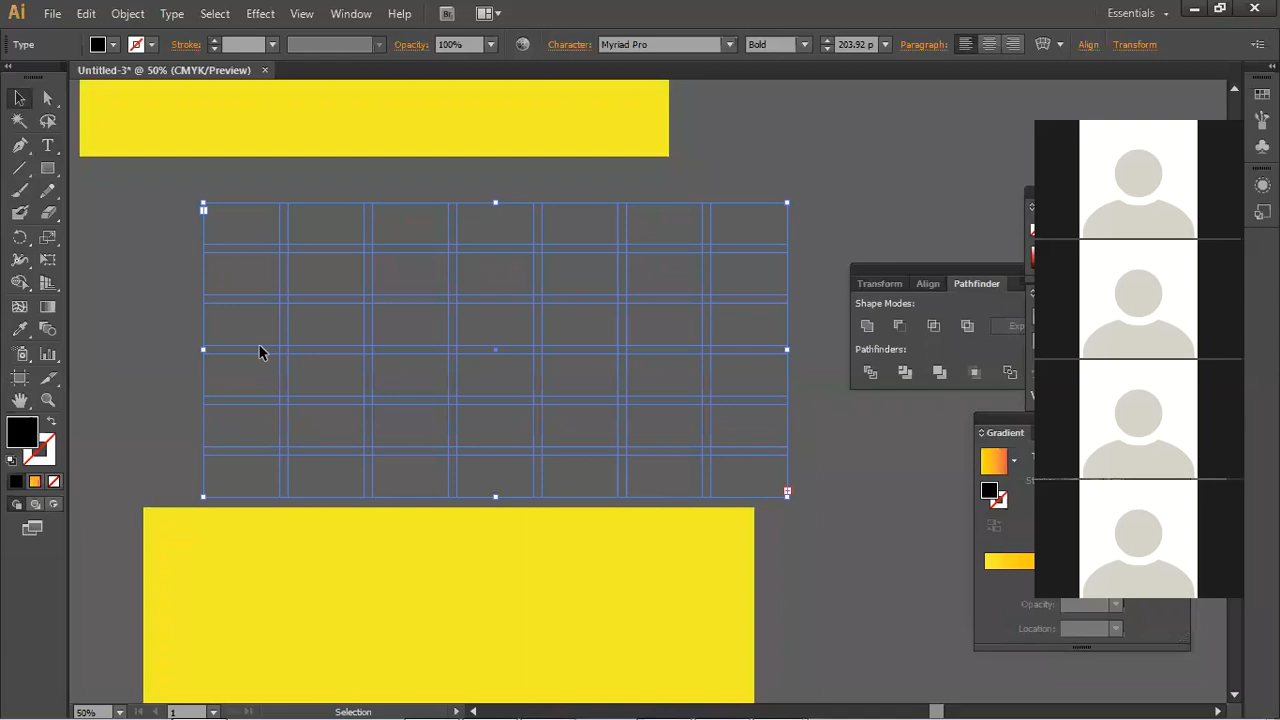 Ai File Edit Object Type Select Effect View Window Help Br Essentials
Type Stroke: Opacity: 100% Character: Myriad Pro Bold 203.92 p Paragraph: Align Transform
Untitled-3* @ 50% (CMYK/Preview) ×
Transform Align Pathfinder
Shape Modes:
Exp
Pathfinders:
Gradient
Opacity:
Location:
50% 1 Selection